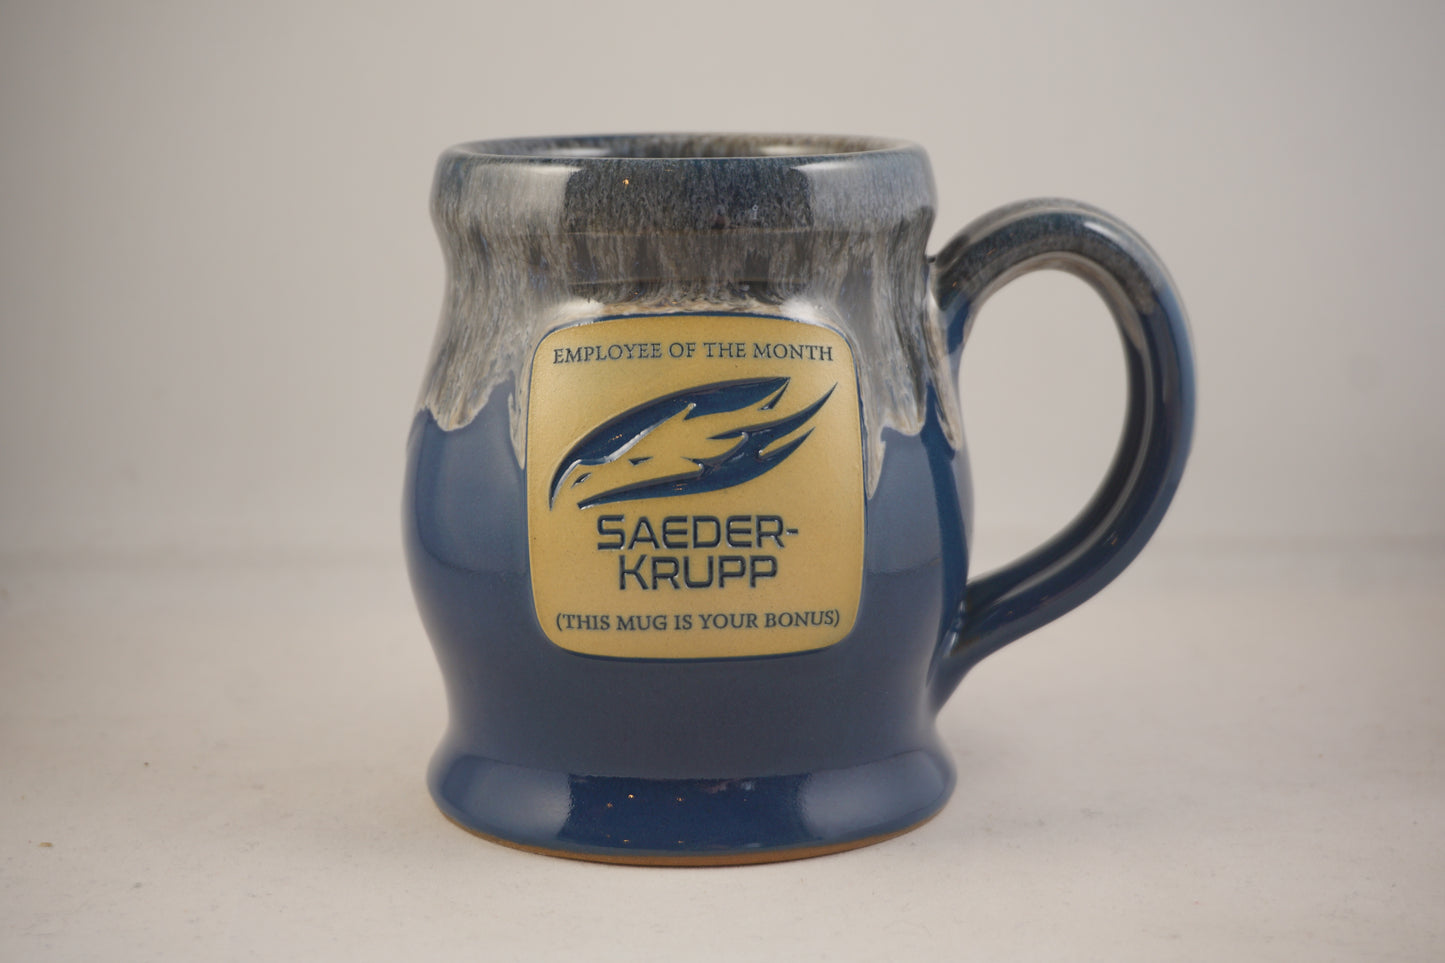 EMPLOYEE OF THE MONTH
SAEDER-
KRUPP
(THIS MUG IS YOUR BONUS)